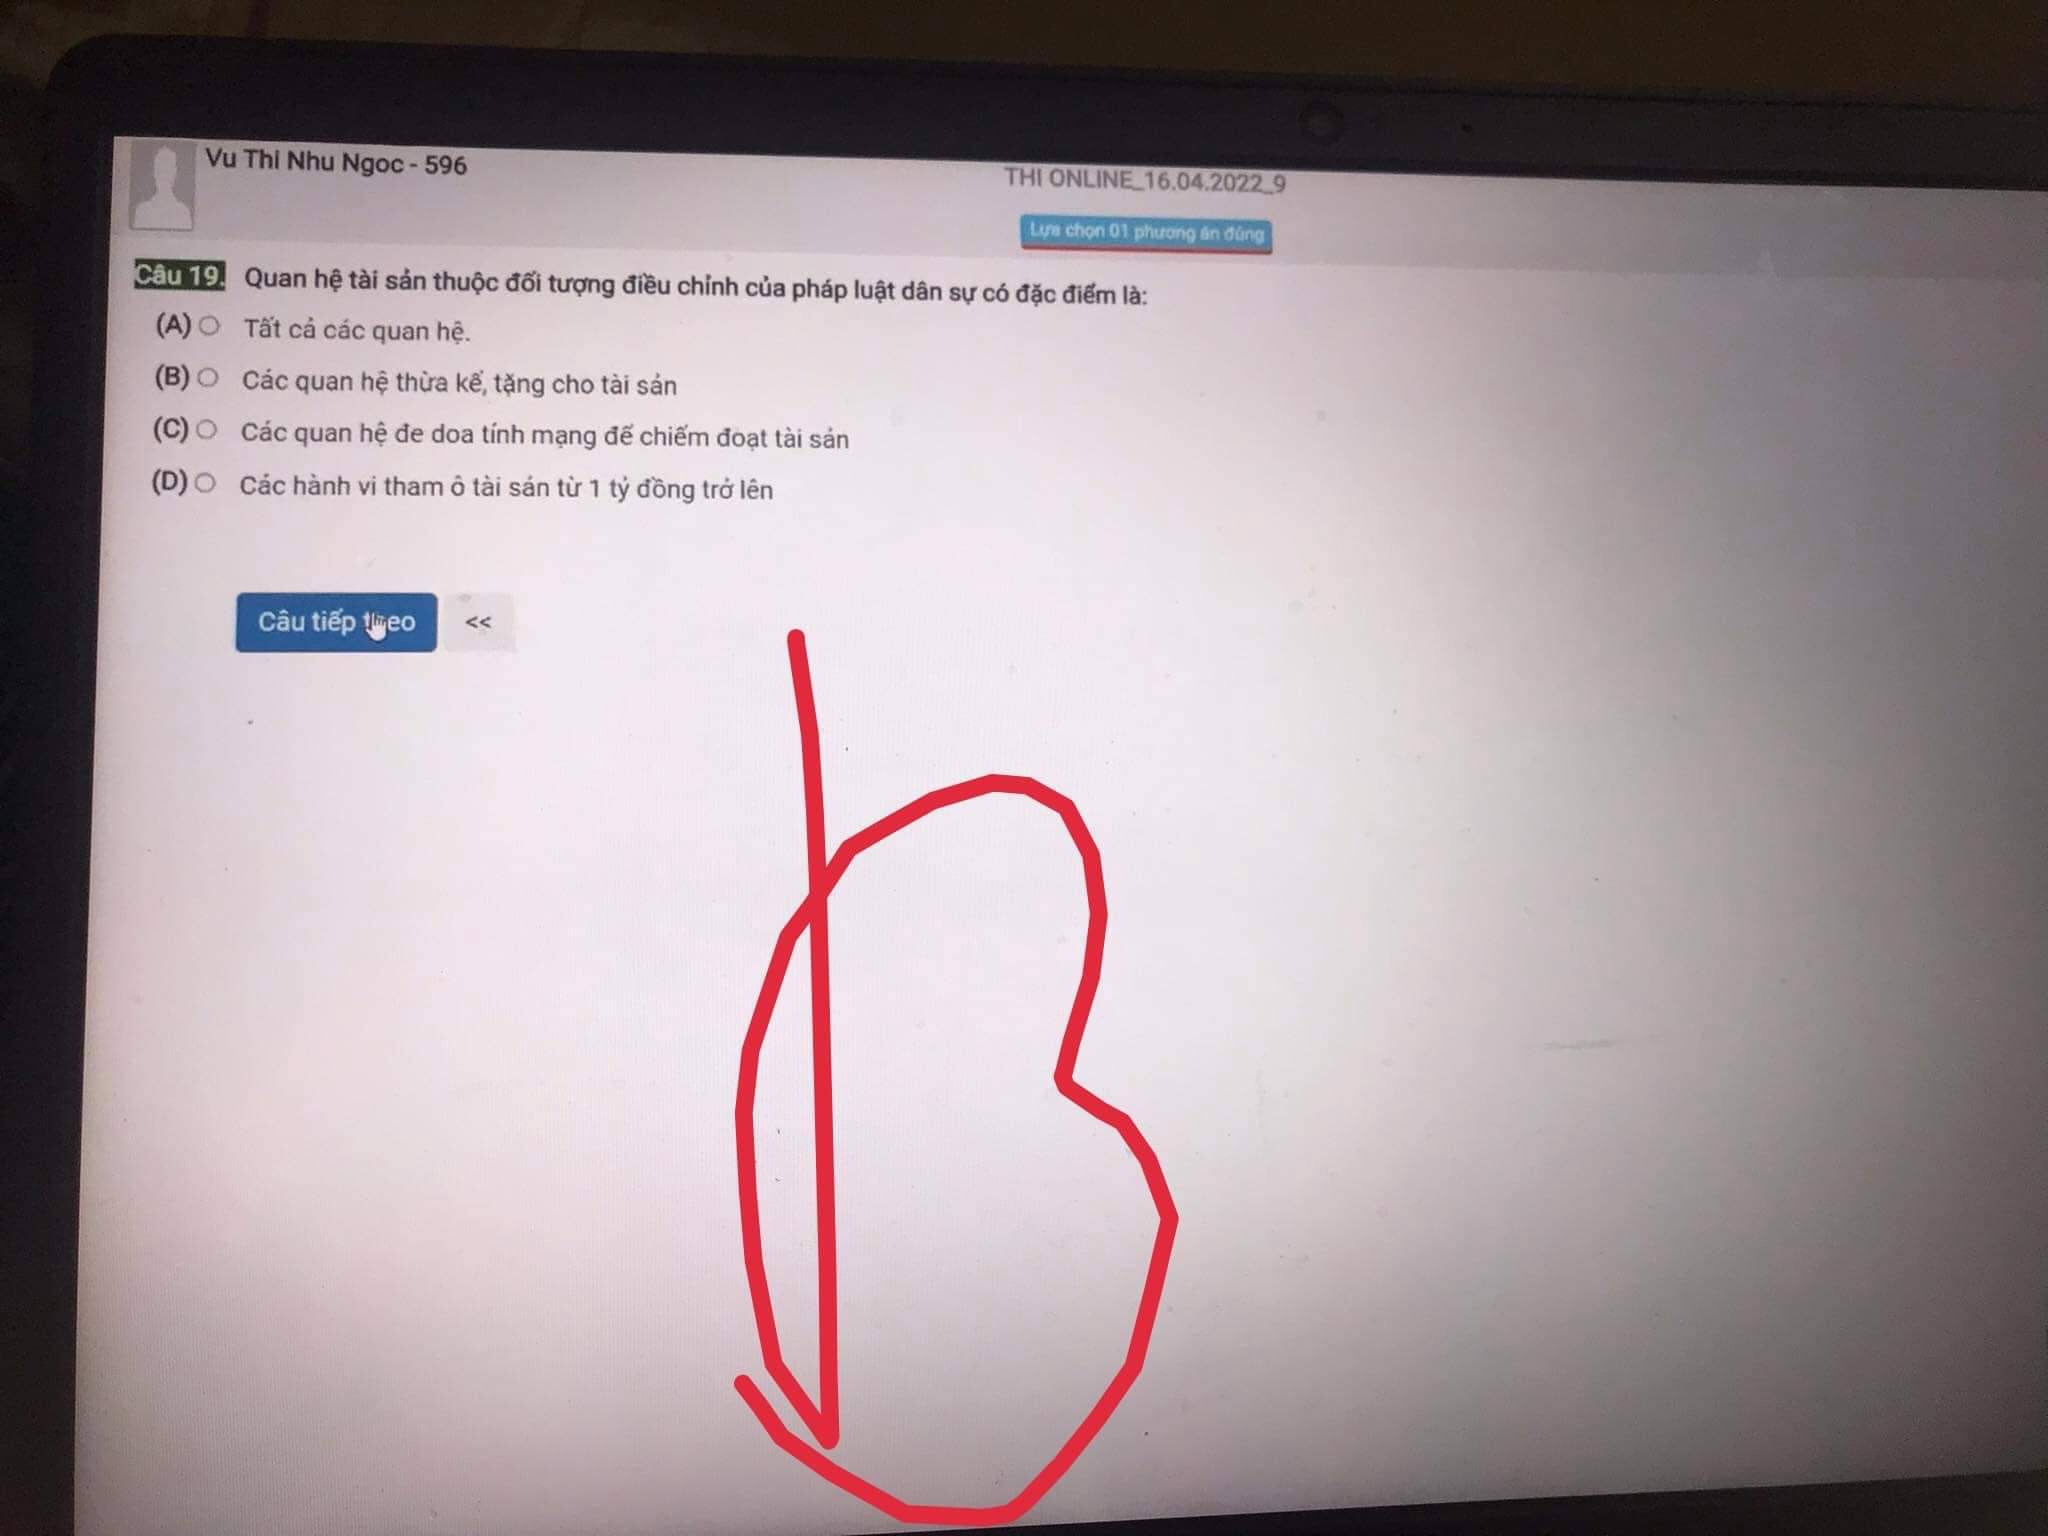 Vu Thi Nhu Ngoc - 596
THI ONLINE_16.04.2022_9
Lựa chọn 01 phương án đúng
Câu 19. Quan hệ tài sản thuộc đối tượng điều chỉnh của pháp luật dân sự có đặc điểm là:
(A) Tất cả các quan hệ.
(B) Các quan hệ thừa kế, tặng cho tài sản
(C) Các quan hệ đe doa tính mạng để chiếm đoạt tài sản
(D) Các hành vi tham ô tài sản từ 1 tỷ đồng trở lên
Câu tiếp theo <<
B